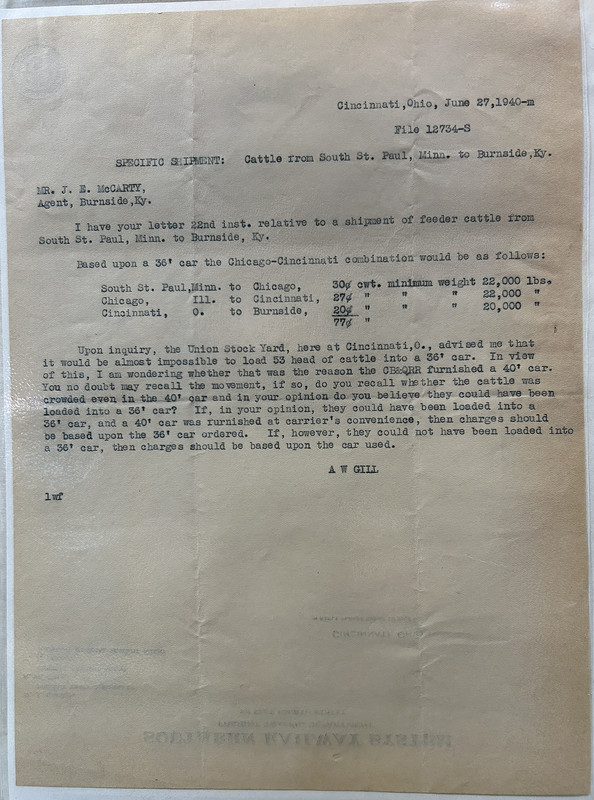 Cincinnati,Ohio, June 27,1940-m
File 12734-S
SPECIFIC SHIPMENT: Cattle from South St. Paul, Minn. to Burnside,Ky.
MR. J. E. McCARTY,
Agent, Burnside,Ky.
I have your letter 22nd inst. relative to a shipment of feeder cattle from
South St. Paul, Minn. to Burnside, Ky.
Based upon a 36' car the Chicago-Cincinnati combination would be as follows:
South St. Paul,Minn. to Chicago, 30¢ cwt. minimum weight 22,000 lbs.
Chicago, Ill. to Cincinnati, 27¢ " " " 22,000 "
Cincinnati, O. to Burnside, 20¢ " " " 20,000 "
77¢ "
Upon inquiry, the Union Stock Yard, here at Cincinnati,O., advised me that
it would be almost impossible to load 53 head of cattle into a 36' car. In view
of this, I am wondering whether that was the reason the CB&QRR furnished a 40' car.
You no doubt may recall the movement, if so, do you recall whether the cattle was
crowded even in the 40' car and in your opinion do you believe they could have been
loaded into a 36' car? If, in your opinion, they could have been loaded into a
36' car, and a 40' car was furnished at carrier's convenience, then charges should
be based upon the 36' car ordered. If, however, they could not have been loaded into
a 36' car, then charges should be based upon the car used.
A W GILL
lwf
CINCINNATI, OHIO
FREIGHT TRAFFIC DEPARTMENT
SOUTHERN RAILWAY SYSTEM